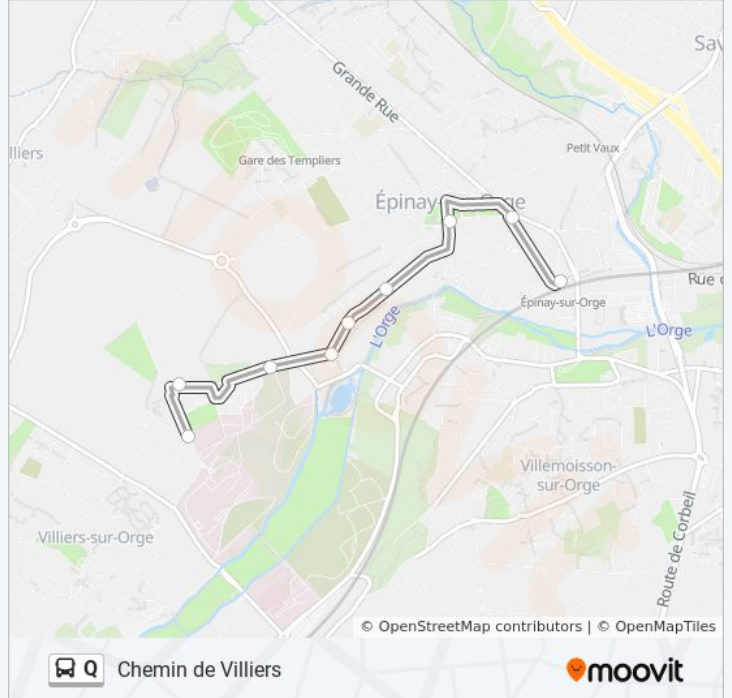 Sav
Grande Rue
lliers
Gare des Templiers
Petit Vaux
Épinay-
Orge
Rue
Épinay-sur-Orge
L'Orge
L'Orge
Villemoisson-
sur-Orge
Villiers-sur-Orge
Route de Corbeil
© OpenStreetMap contributors | © OpenMapTiles
Q Chemin de Villiers
moovit